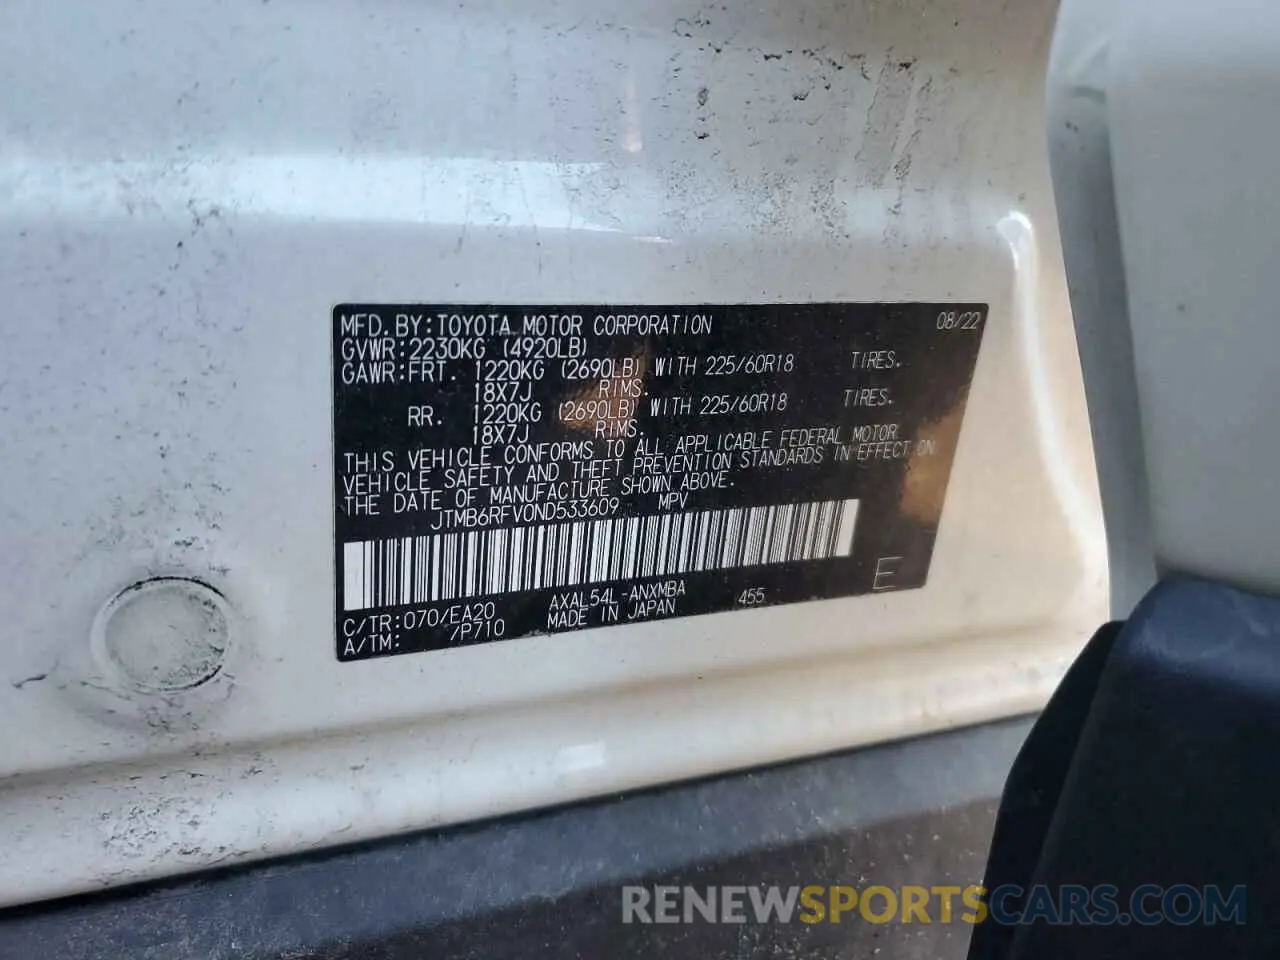 MFD. BY: TOYOTA MOTOR CORPORATION 08/22
GVWR: 2230KG (4920LB)
GAWR: FRT. 1220KG (2690LB) WITH 225/60R18 TIRES.
18X7J RIMS.
RR. 1220KG (2690LB) WITH 225/60R18 TIRES.
18X7J RIMS.
THIS VEHICLE CONFORMS TO ALL APPLICABLE FEDERAL MOTOR
VEHICLE SAFETY AND THEFT PREVENTION STANDARDS IN EFFECT ON
THE DATE OF MANUFACTURE SHOWN ABOVE.
JTMB6RFV0ND533609 MPV
E
C/TR: 070/EA20 AXAL54L-ANXMBA 455
A/TM: /P710 MADE IN JAPAN
RENEWSPORTSCARS.COM